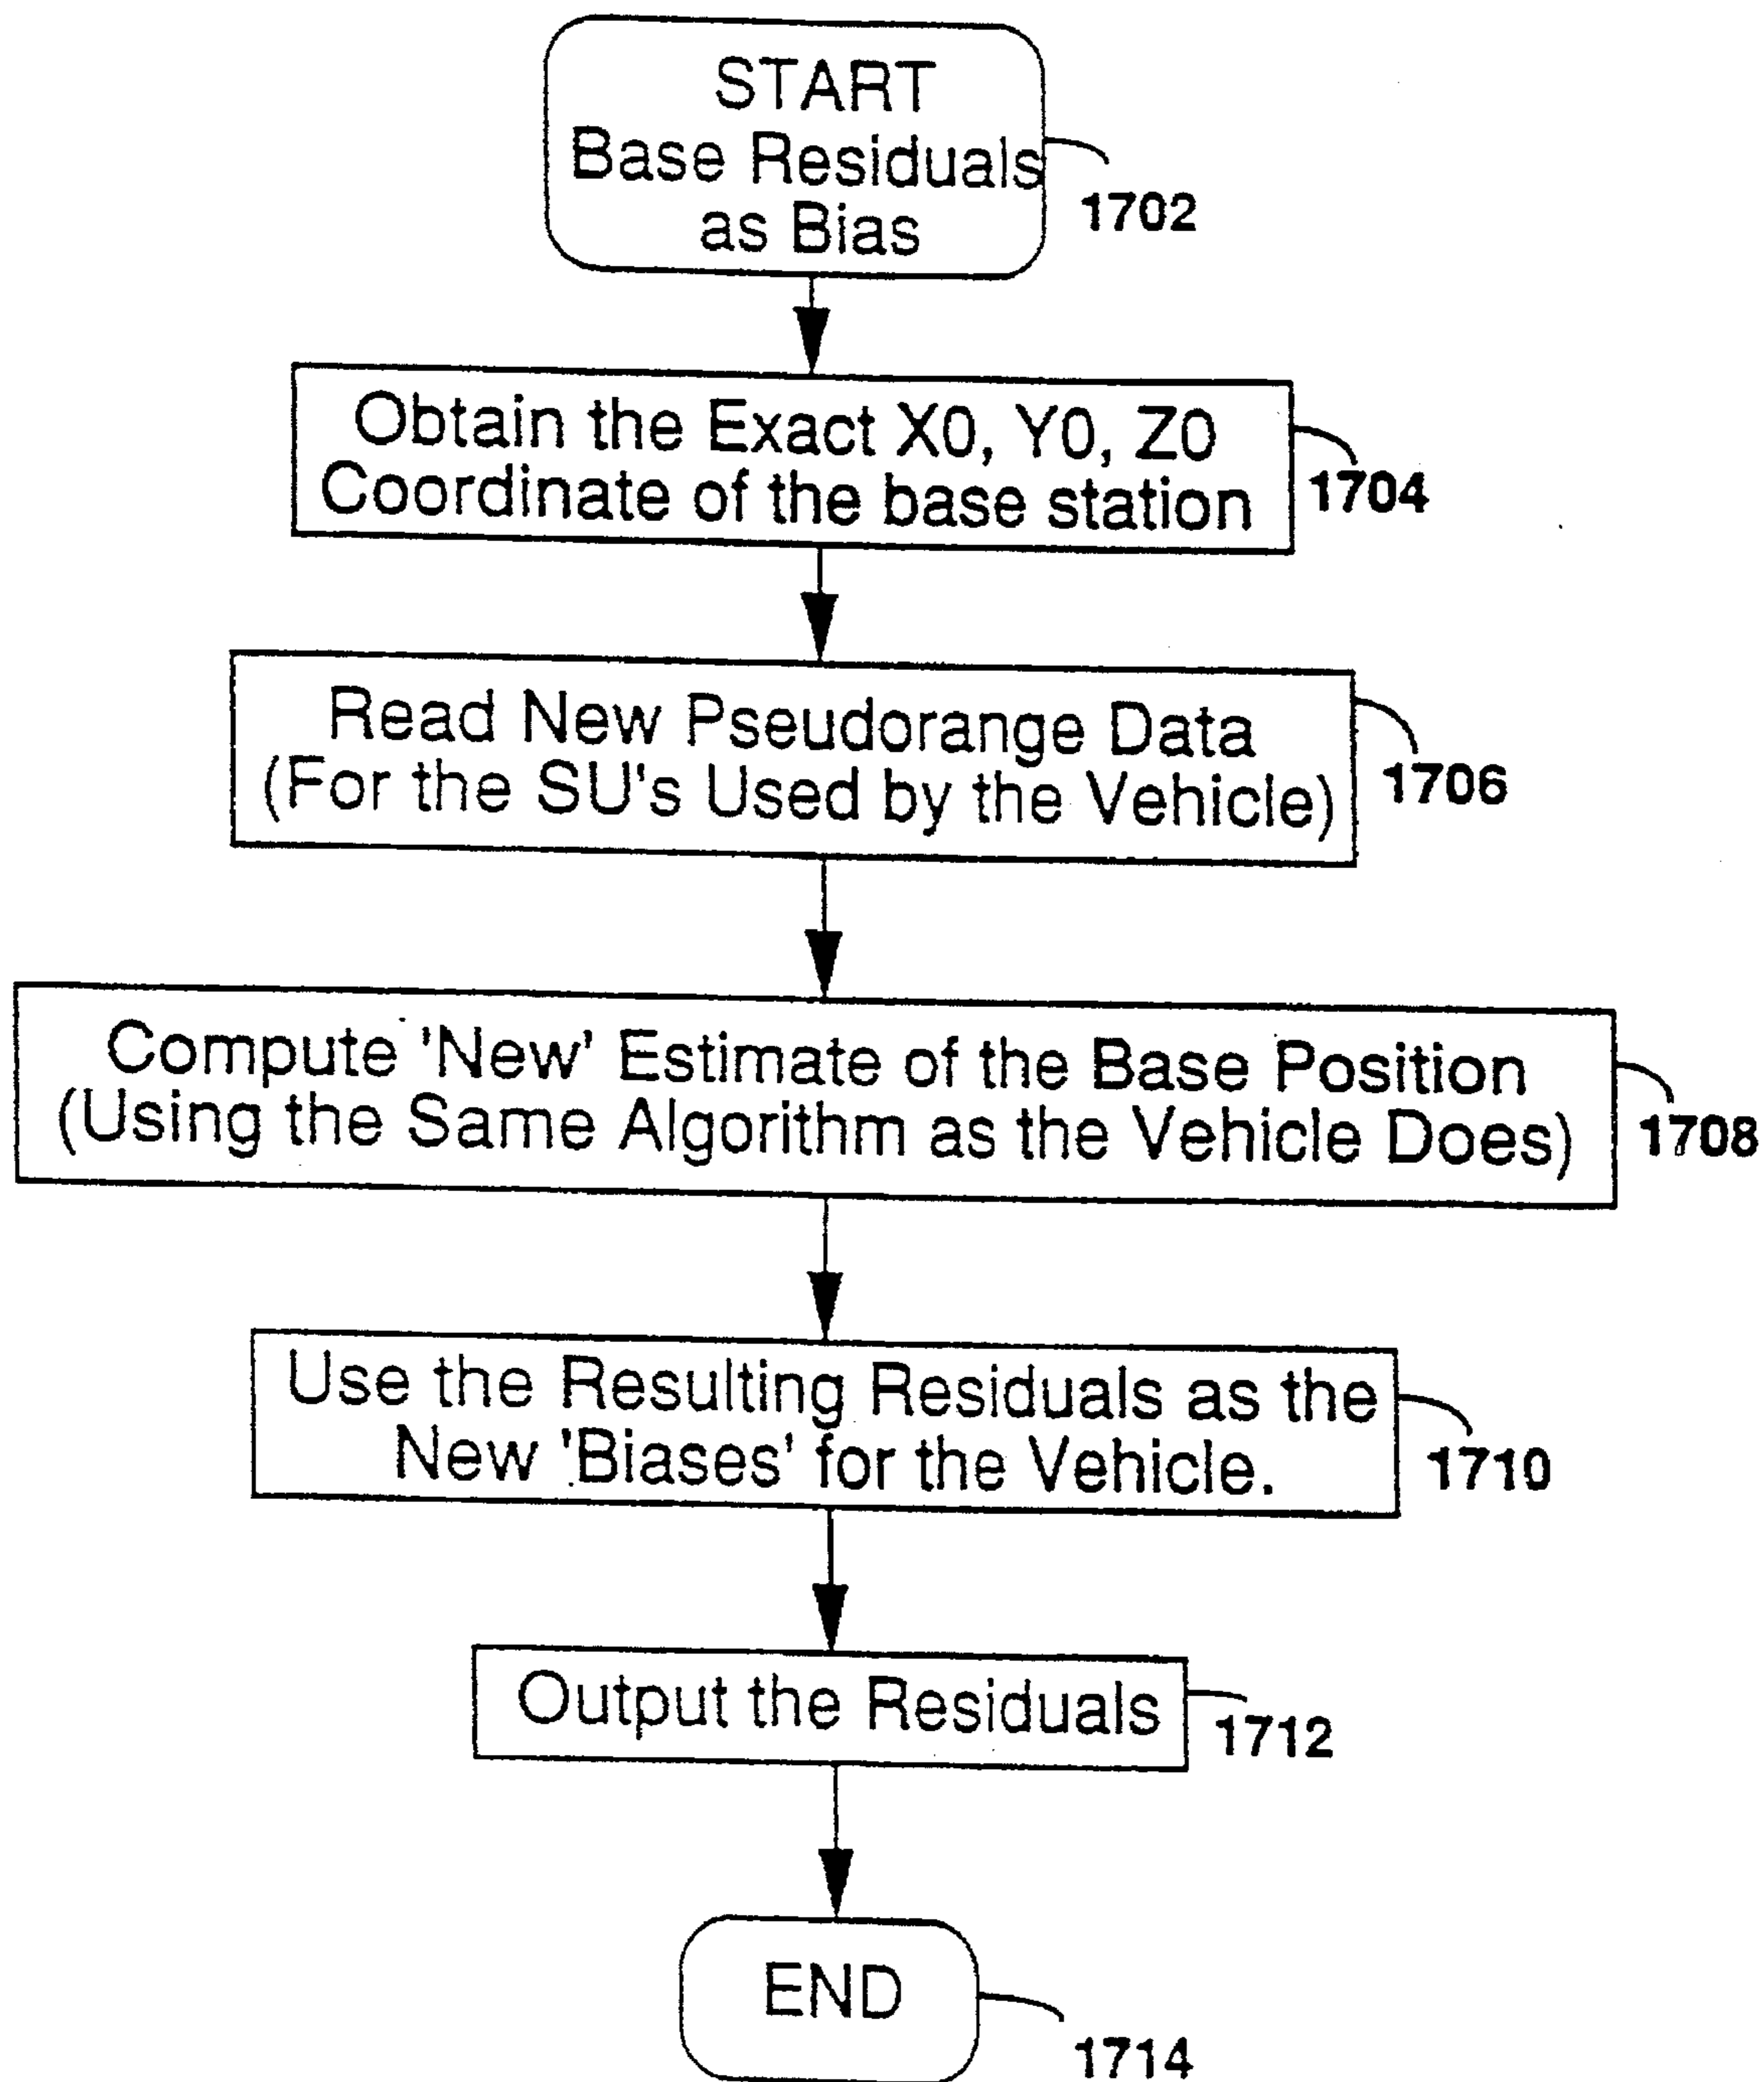 START
Base Residuals
as Bias
1702
Obtain the Exact X0, Y0, Z0
Coordinate of the base station
1704
Read New Pseudorange Data
(For the SU's Used by the Vehicle)
1706
Compute 'New' Estimate of the Base Position
(Using the Same Algorithm as the Vehicle Does)
1708
Use the Resulting Residuals as the
New 'Biases' for the Vehicle.
1710
Output the Residuals
1712
END
1714